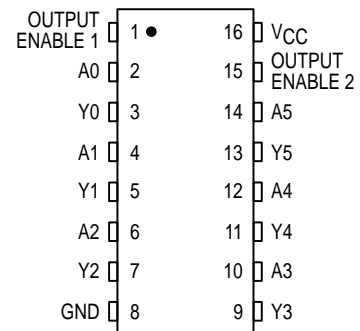 OUTPUT
ENABLE 1 1 16 VCC
A0 2 15 OUTPUT
ENABLE 2
Y0 3 14 A5
A1 4 13 Y5
Y1 5 12 A4
A2 6 11 Y4
Y2 7 10 A3
GND 8 9 Y3